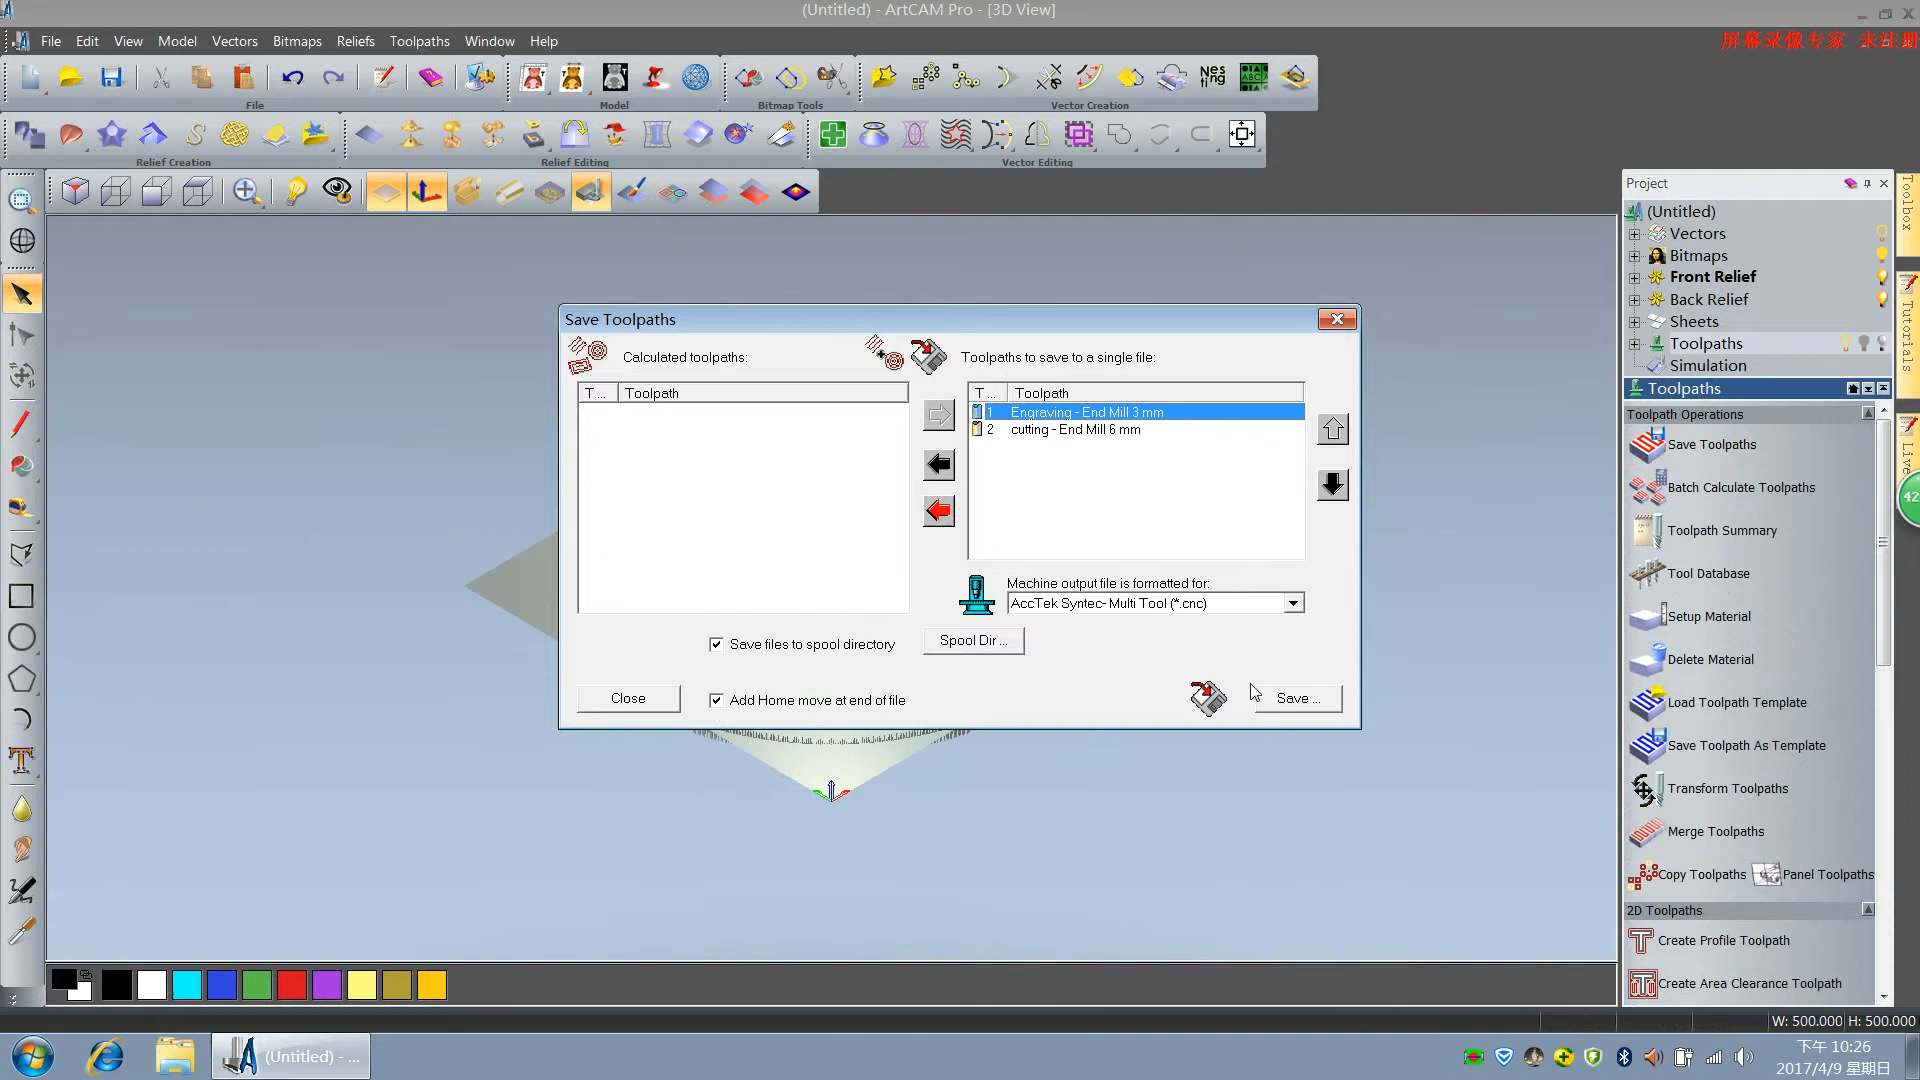 (Untitled) - ArtCAM Pro - [3D View]
File Edit View Model Vectors Bitmaps Reliefs Toolpaths Window Help
屏幕录像专家 未注册
Nes
ting
File Model Bitmap Tools Vector Creation
Relief Creation Relief Editing Vector Editing
Project
(Untitled)
Vectors
Bitmaps
Front Relief
Back Relief
Sheets
Toolpaths
Simulation
Toolbox
Tutorials
Live
42
Toolpaths
Toolpath Operations
Save Toolpaths
Batch Calculate Toolpaths
Toolpath Summary
Tool Database
Setup Material
Delete Material
Load Toolpath Template
Save Toolpath As Template
Transform Toolpaths
Merge Toolpaths
Copy Toolpaths Panel Toolpaths
2D Toolpaths
Create Profile Toolpath
Create Area Clearance Toolpath
Save Toolpaths
Calculated toolpaths:
T... Toolpath
Toolpaths to save to a single file:
T... Toolpath
1 Engraving - End Mill 3 mm
2 cutting - End Mill 6 mm
Machine output file is formatted for:
AccTek Syntec- Multi Tool (*.cnc)
Save files to spool directory
Spool Dir ...
Close
Add Home move at end of file
Save ...
W: 500.000 H: 500.000
(Untitled) - ...
下午 10:26
2017/4/9 星期日